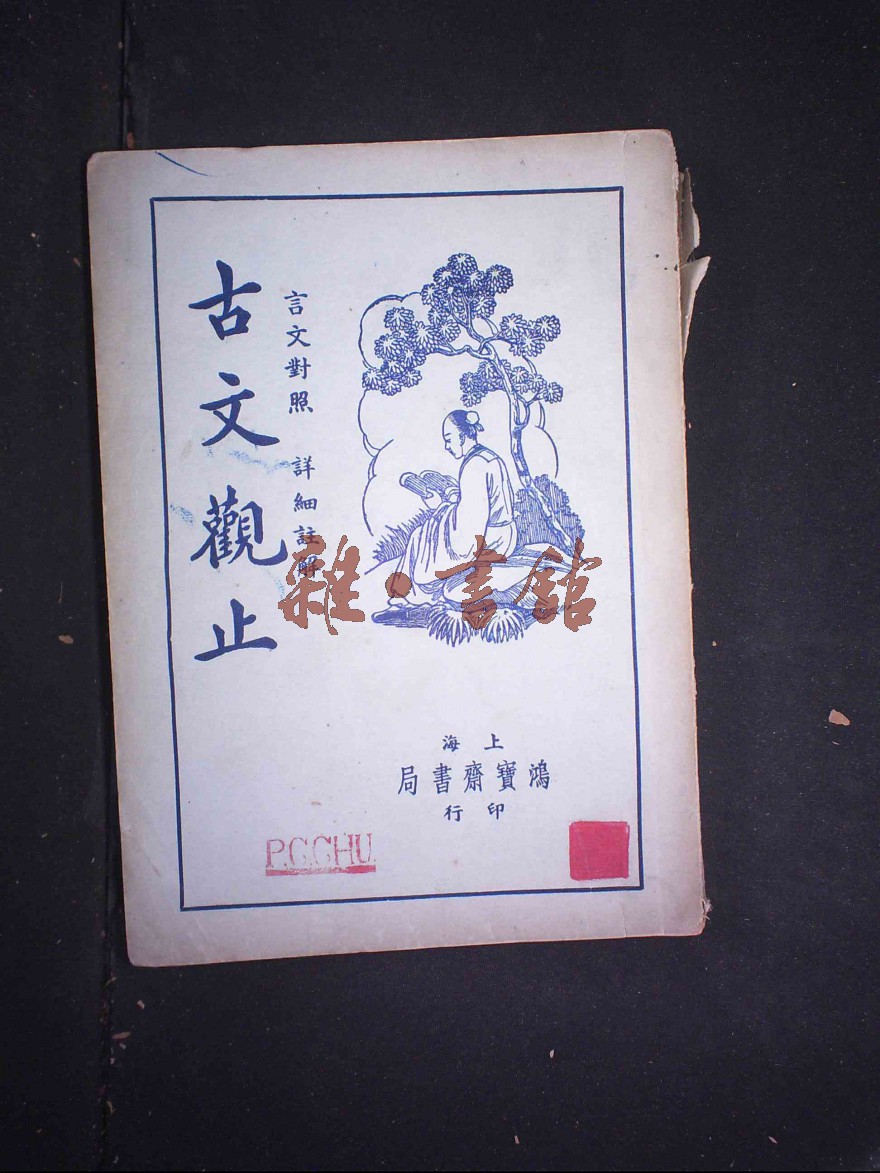 古文觀止
言文對照 詳細註解
上海
鴻寶齋書局
印行
P.C.CHU.
雜·書館